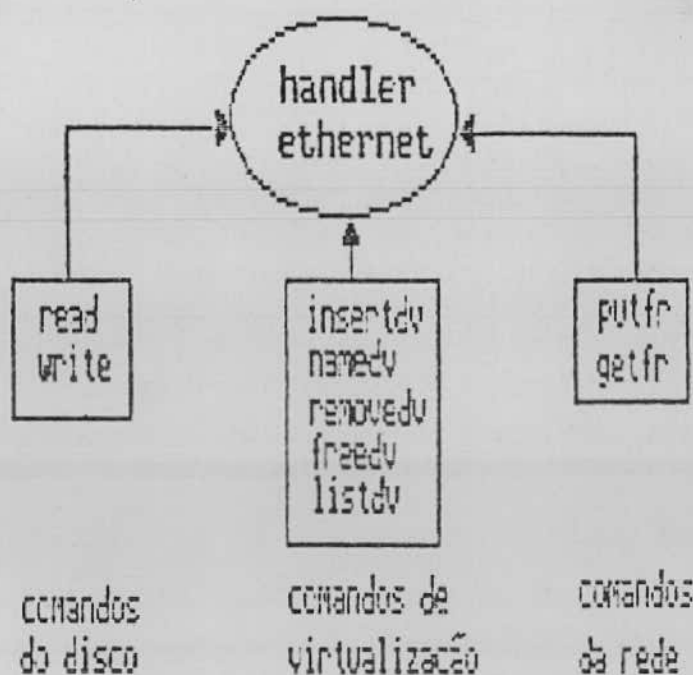 handler
ethernet
read
write
insertdv
namedv
removedv
freedv
listdv
putfr
getfr
comandos
do disco
comandos de
virtualização
comandos
da rede